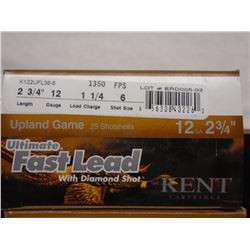 K122UFL36-6 1350 FPS LOT # ERD005-02
2 3/4" 12 1 1/4 6
Length Gauge Load Charge Shot Size
Upland Game 25 Shotshells 12 GA. 2 3/4"
Ultimate
Fast Lead
With Diamond Shot
KENT
CARTRIDGE